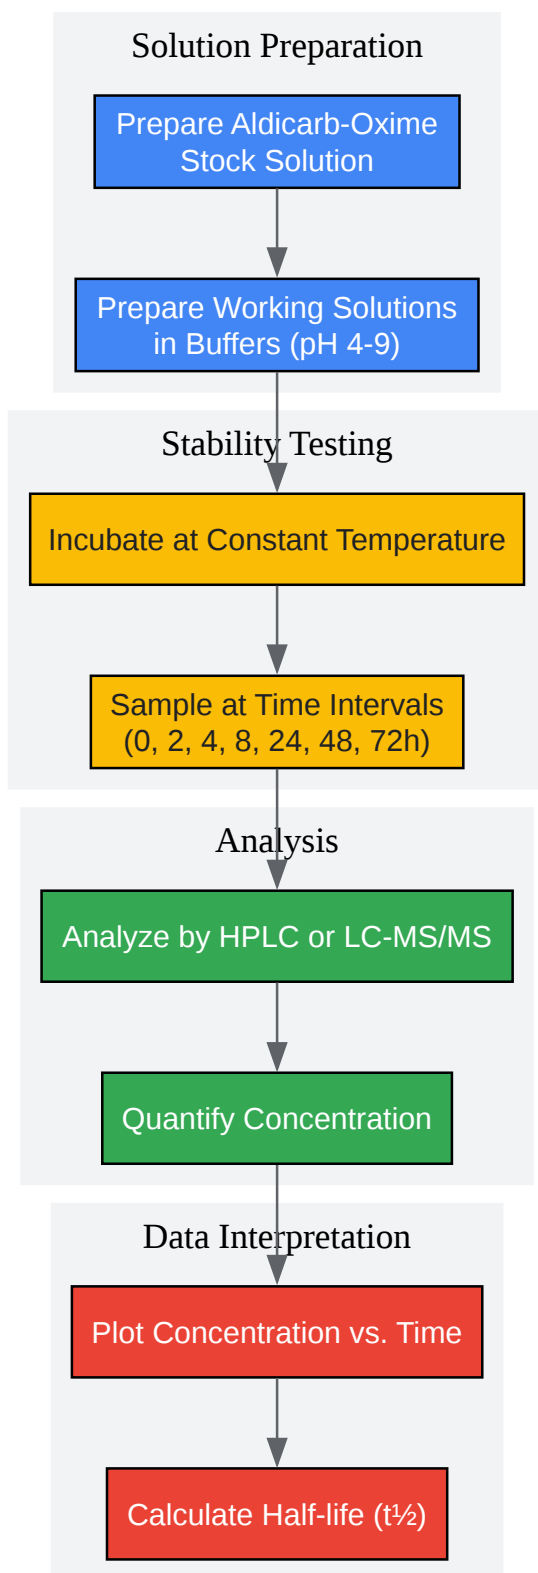 Solution Preparation
Prepare Aldicarb-Oxime
Stock Solution
Prepare Working Solutions
in Buffers (pH 4-9)
Stability Testing
Incubate at Constant Temperature
Sample at Time Intervals
(0, 2, 4, 8, 24, 48, 72h)
Analysis
Analyze by HPLC or LC-MS/MS
Quantify Concentration
Data Interpretation
Plot Concentration vs. Time
Calculate Half-life (t½)